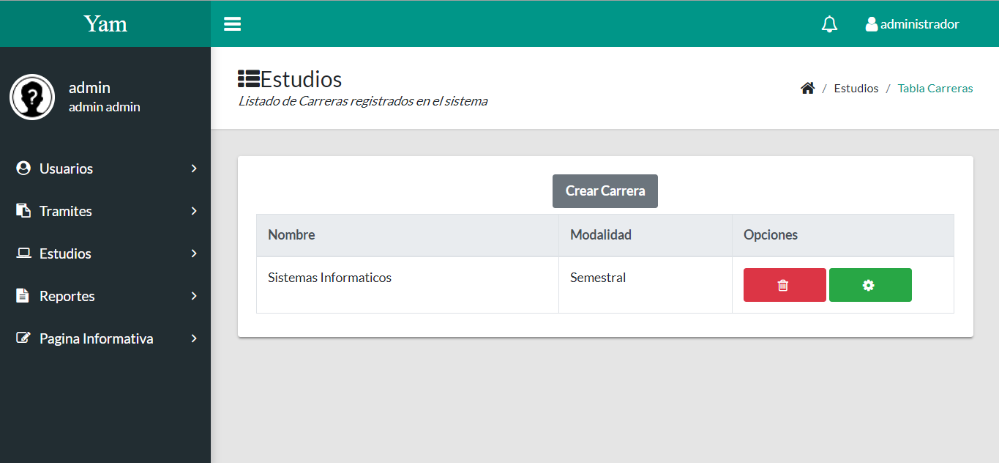 Yam
administrador
admin
admin admin
Usuarios
Tramites
Estudios
Reportes
Pagina Informativa
Estudios
Listado de Carreras registrados en el sistema
/ Estudios / Tabla Carreras
Crear Carrera
Nombre Modalidad Opciones
Sistemas Informaticos Semestral